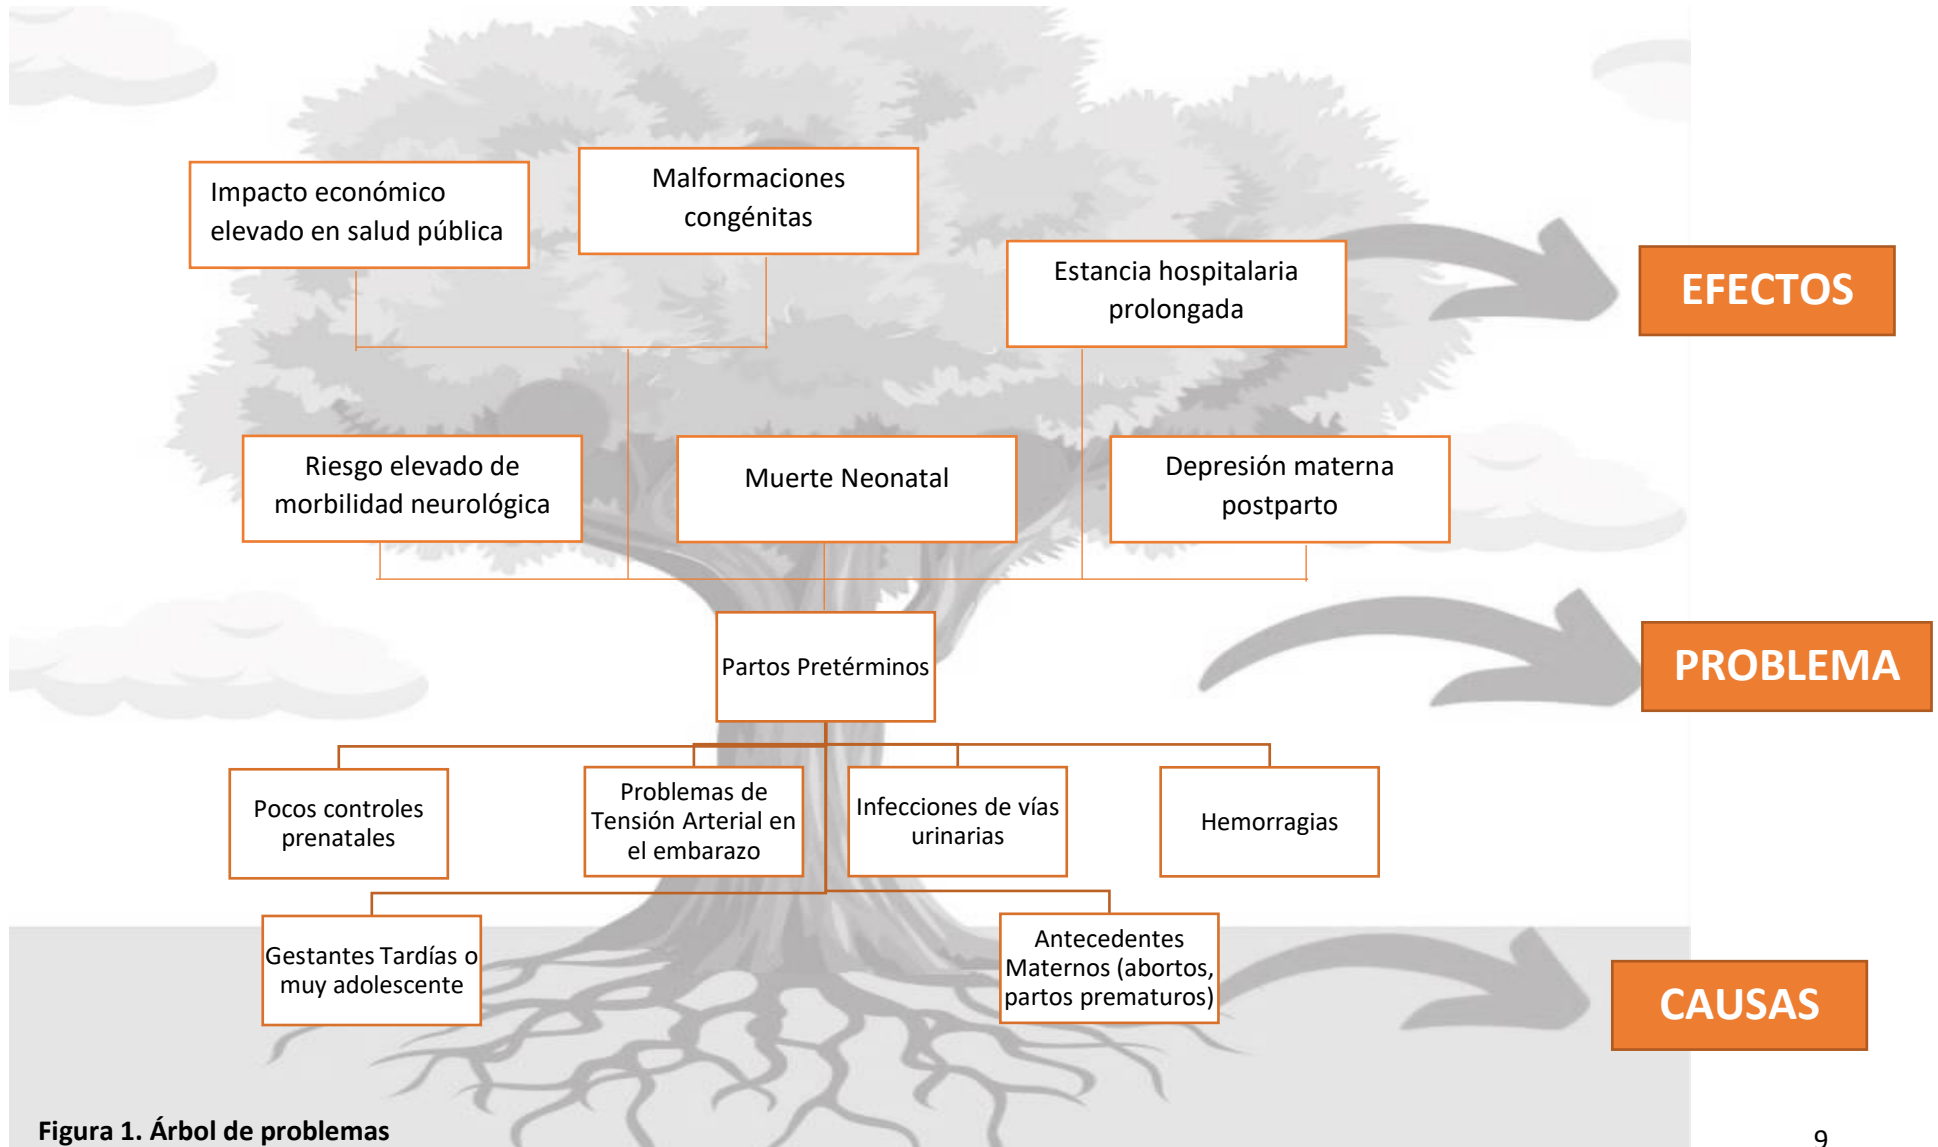 Impacto económico
elevado en salud pública
Malformaciones
congénitas
Estancia hospitalaria
prolongada
EFECTOS
Riesgo elevado de
morbilidad neurológica
Muerte Neonatal
Depresión materna
postparto
Partos Pretérminos
PROBLEMA
Pocos controles
prenatales
Problemas de
Tensión Arterial en
el embarazo
Infecciones de vías
urinarias
Hemorragias
Gestantes Tardías o
muy adolescente
Antecedentes
Maternos (abortos,
partos prematuros)
CAUSAS
Figura 1. Árbol de problemas
9